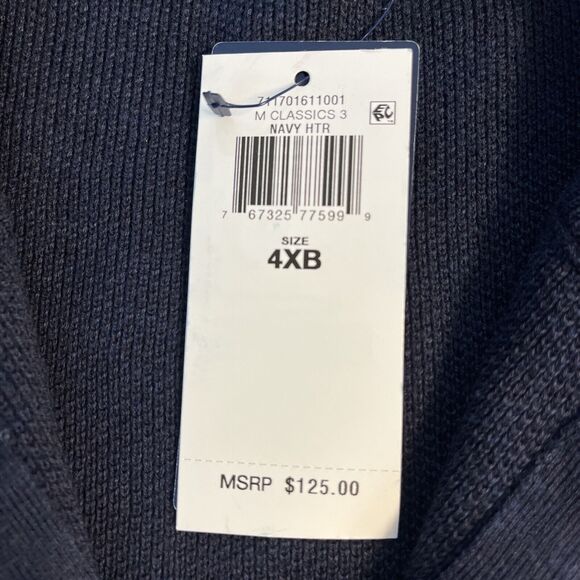 711701611001
M CLASSICS 3
NAVY HTR
7 67325 77599 9
SIZE
4XB
MSRP $125.00